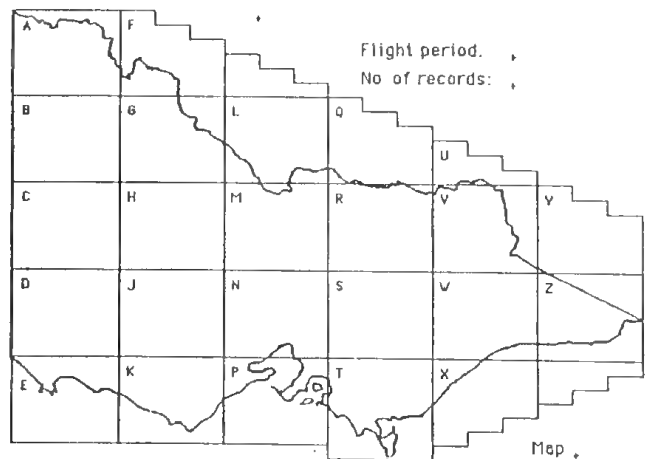 A F
Flight period.
No of records:
B G L Q
U
C H M R V Y
D J N S W Z
E K P T X
Map